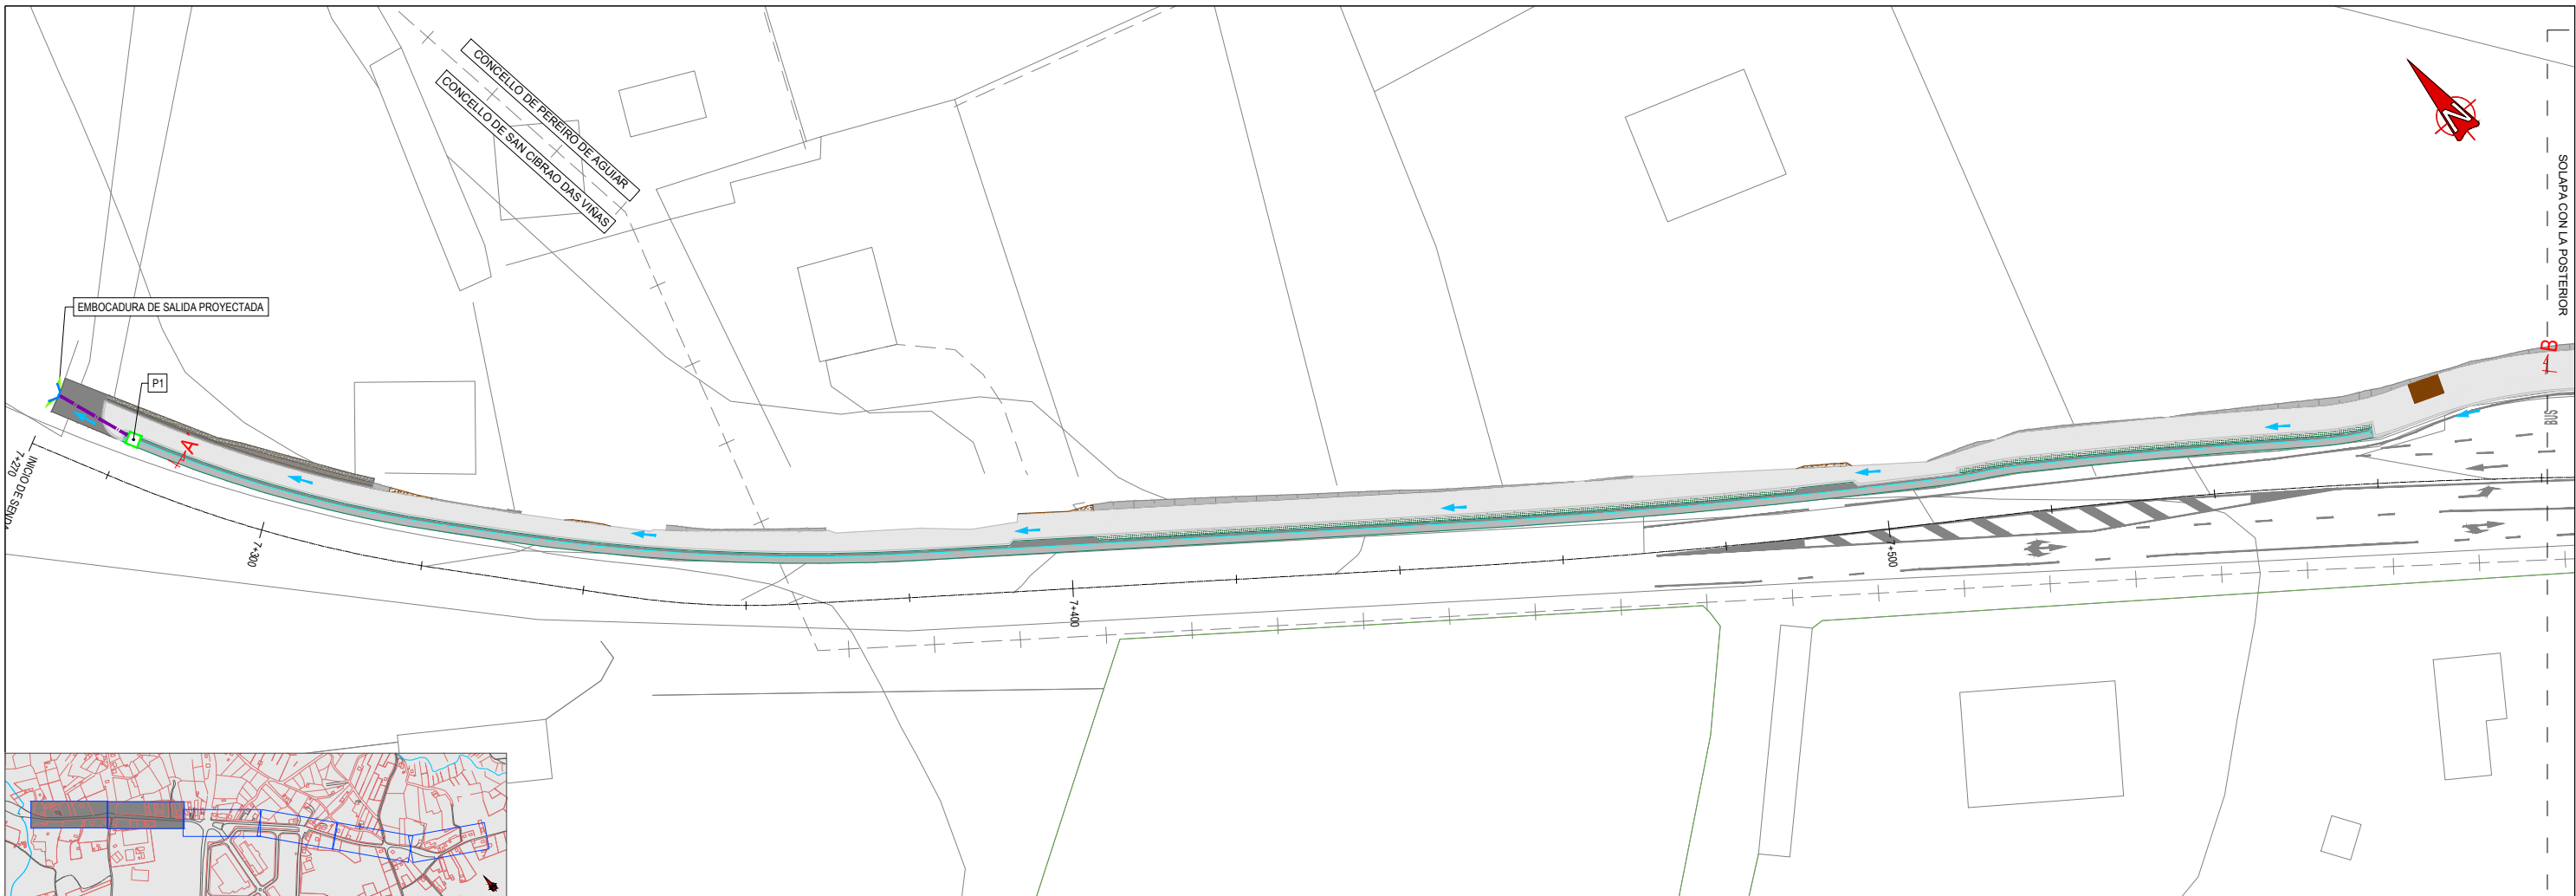 CONCELLO DE PEREIRO DE AGUIAR
CONCELLO DE SAN CIBRAO DAS VIÑAS
N
SOLAPA CON LA POSTERIOR
EMBOCADURA DE SALIDA PROYECTADA
P1
A
B
BUS
INICIO DE SENDA
7+270
7+300
7+400
7+500